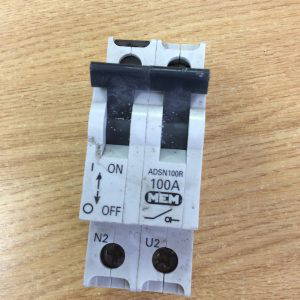 I ON
O OFF
ADSN100R
100A
MEM
N2 U2